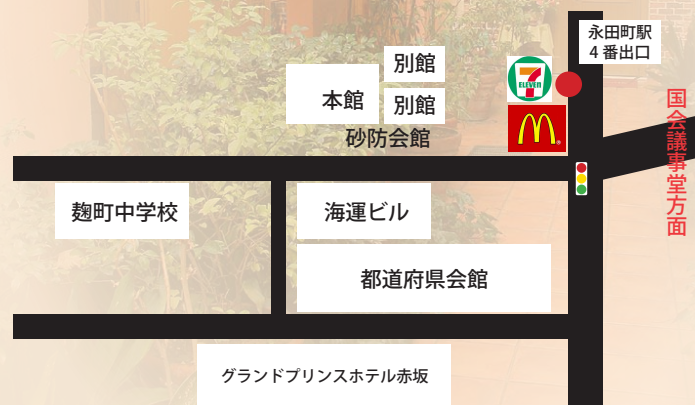 永田町駅
4番出口
別館
本館
別館
砂防会館
7
ELEVEN
国会議事堂方面
麹町中学校
海運ビル
都道府県会館
グランドプリンスホテル赤坂